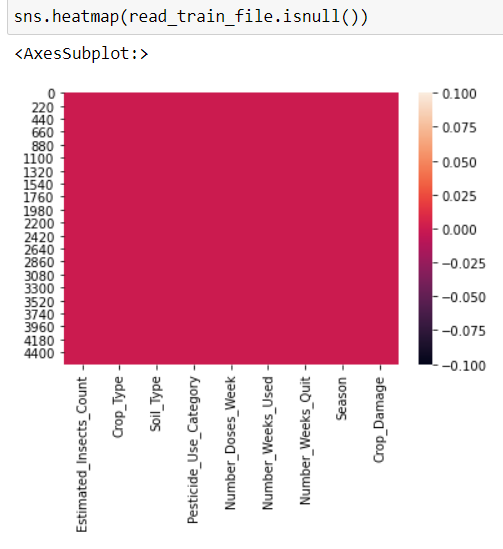 sns.heatmap(read_train_file.isnull())
<AxesSubplot:>
0
220
440
660
880
1100
1320
1540
1760
1980
2200
2420
2640
2860
3080
3300
3520
3740
3960
4180
4400
0.100
0.075
0.050
0.025
0.000
−0.025
−0.050
−0.075
−0.100
Estimated_Insects_Count
Crop_Type
Soil_Type
Pesticide_Use_Category
Number_Doses_Week
Number_Weeks_Used
Number_Weeks_Quit
Season
Crop_Damage